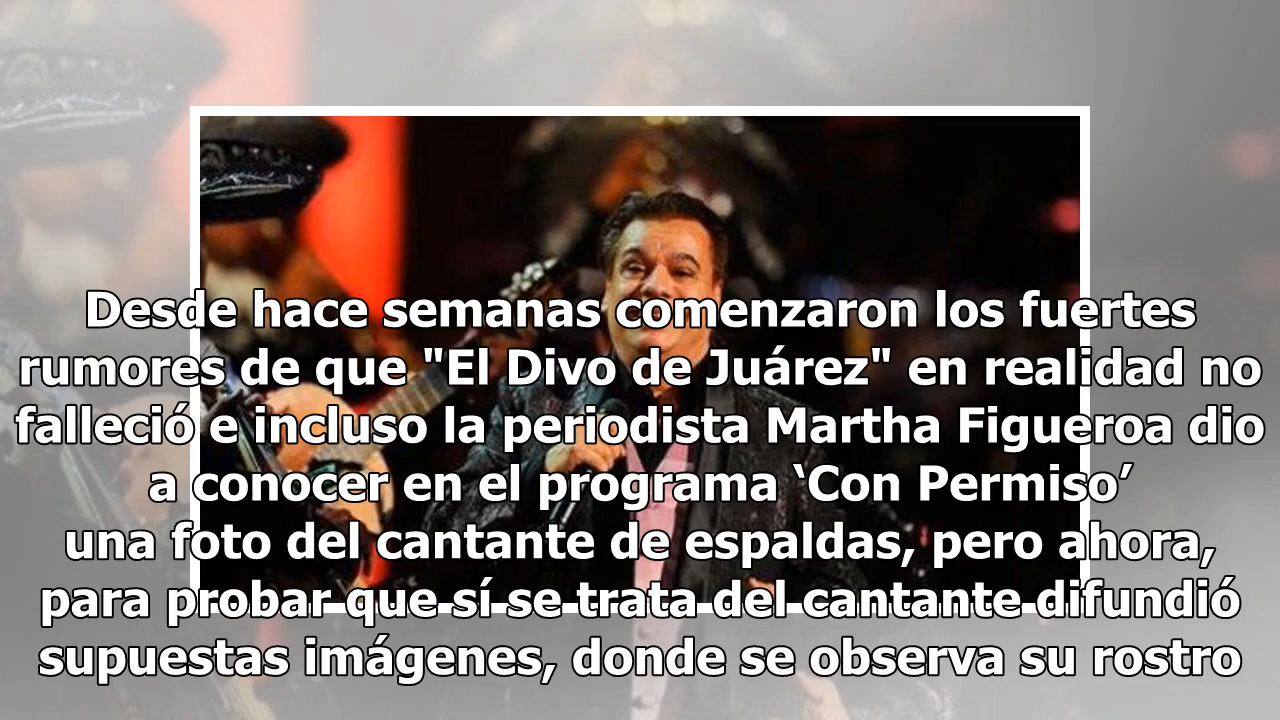 Desde hace semanas comenzaron los fuertes
rumores de que "El Divo de Juárez" en realidad no
falleció e incluso la periodista Martha Figueroa dio
a conocer en el programa ‘Con Permiso’
una foto del cantante de espaldas, pero ahora,
para probar que sí se trata del cantante difundió
supuestas imágenes, donde se observa su rostro